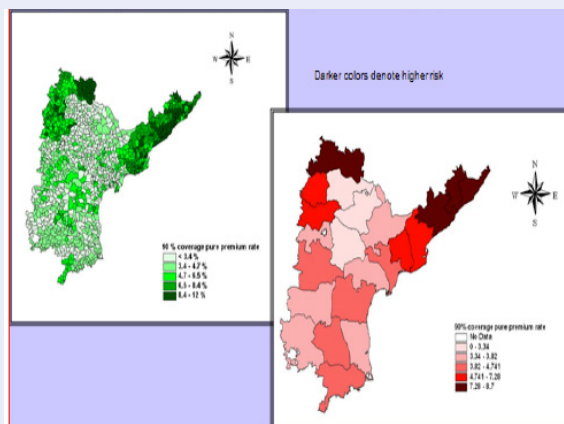 N
W E
S
Darker colors denote higher risk
90 % coverage pure premium rate
< 3.4 %
3.4 - 4.7 %
4.7 - 6.5 %
6.5 - 8.4 %
8.4 - 12 %
N
W E
S
90% coverage pure premium rate
No Data
0 - 3.34
3.34 - 3.82
3.82 - 4.741
4.741 - 7.28
7.28 - 8.7